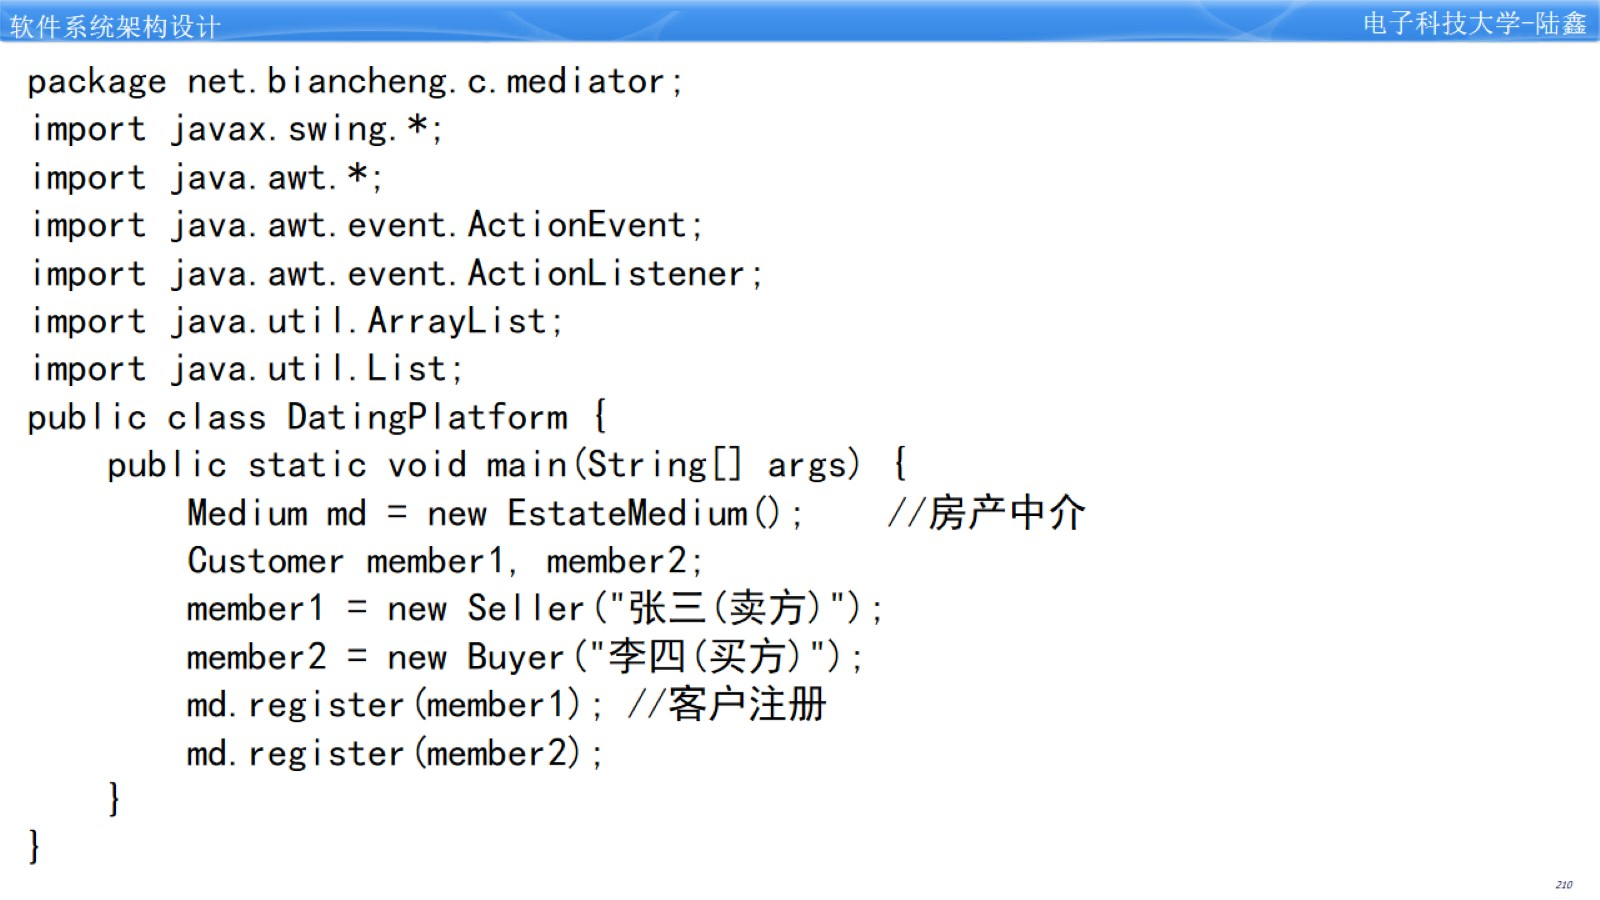 软件系统架构设计
电子科技大学-陆鑫
package net.biancheng.c.mediator;
import javax.swing.*;
import java.awt.*;
import java.awt.event.ActionEvent;
import java.awt.event.ActionListener;
import java.util.ArrayList;
import java.util.List;
public class DatingPlatform {
    public static void main(String[] args) {
        Medium md = new EstateMedium();    //房产中介
        Customer member1, member2;
        member1 = new Seller("张三(卖方)");
        member2 = new Buyer("李四(买方)");
        md.register(member1); //客户注册
        md.register(member2);
    }
}
210